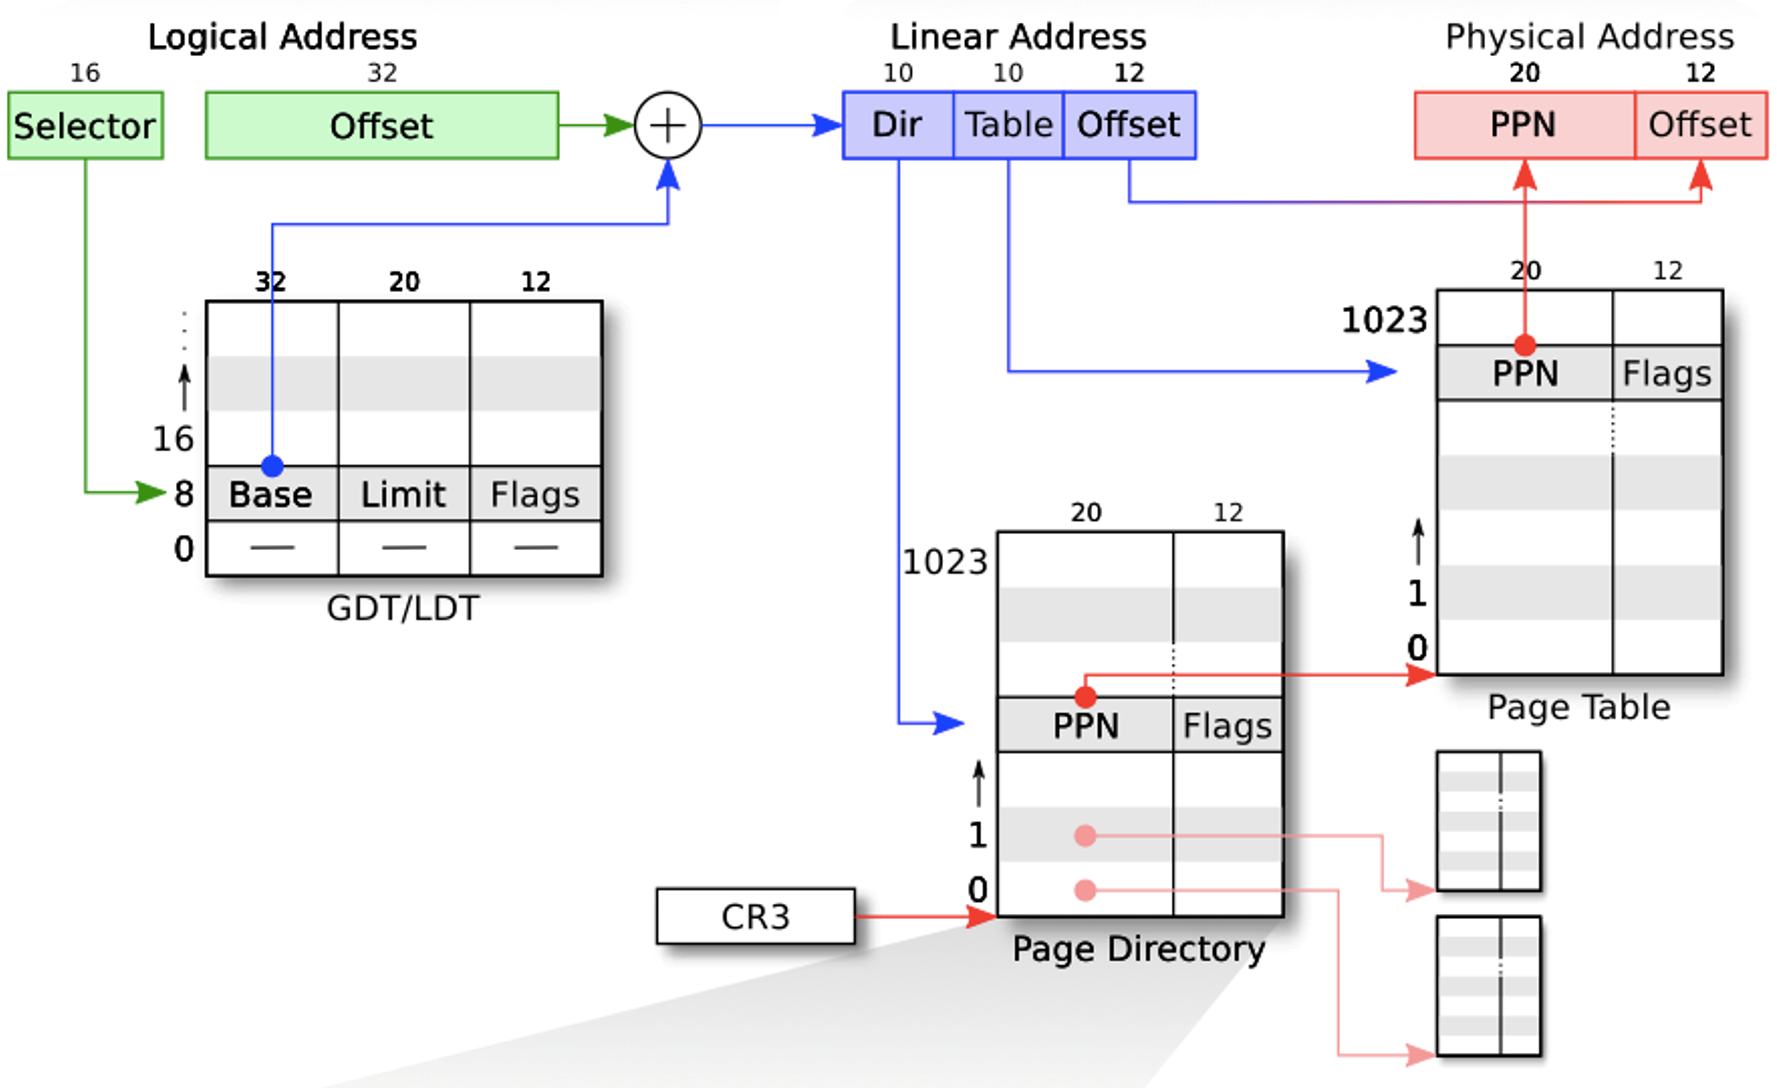 Logical Address
Linear Address
Physical Address
16
32
10
10
12
20
12
Selector
Offset
+
Dir
Table
Offset
PPN
Offset
32
20
12
16
8
Base
Limit
Flags
0
— — —
GDT/LDT
20
12
1023
PPN
Flags
1
0
Page Table
20
12
1023
PPN
Flags
1
0
CR3
Page Directory